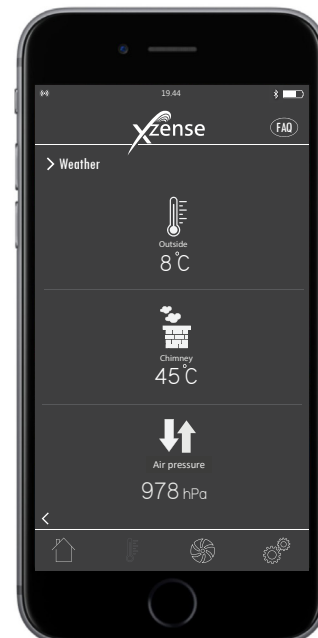 19.44
xzense
FAQ
> Weather
Outside
8°C
Chimney
45°C
Air pressure
978 hPa
<